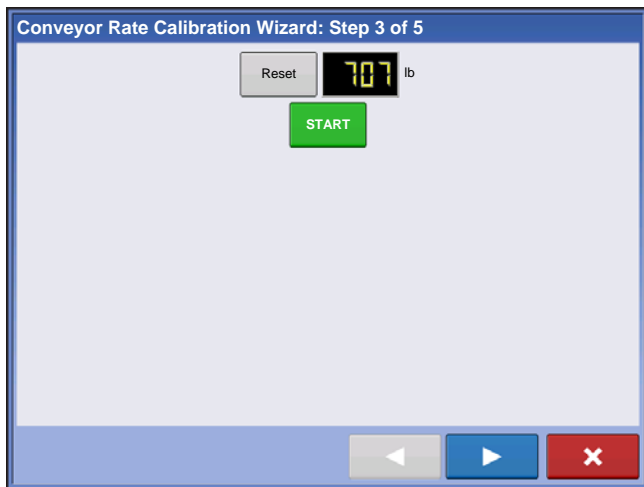 Conveyor Rate Calibration Wizard: Step 3 of 5
Reset 707 lb
START